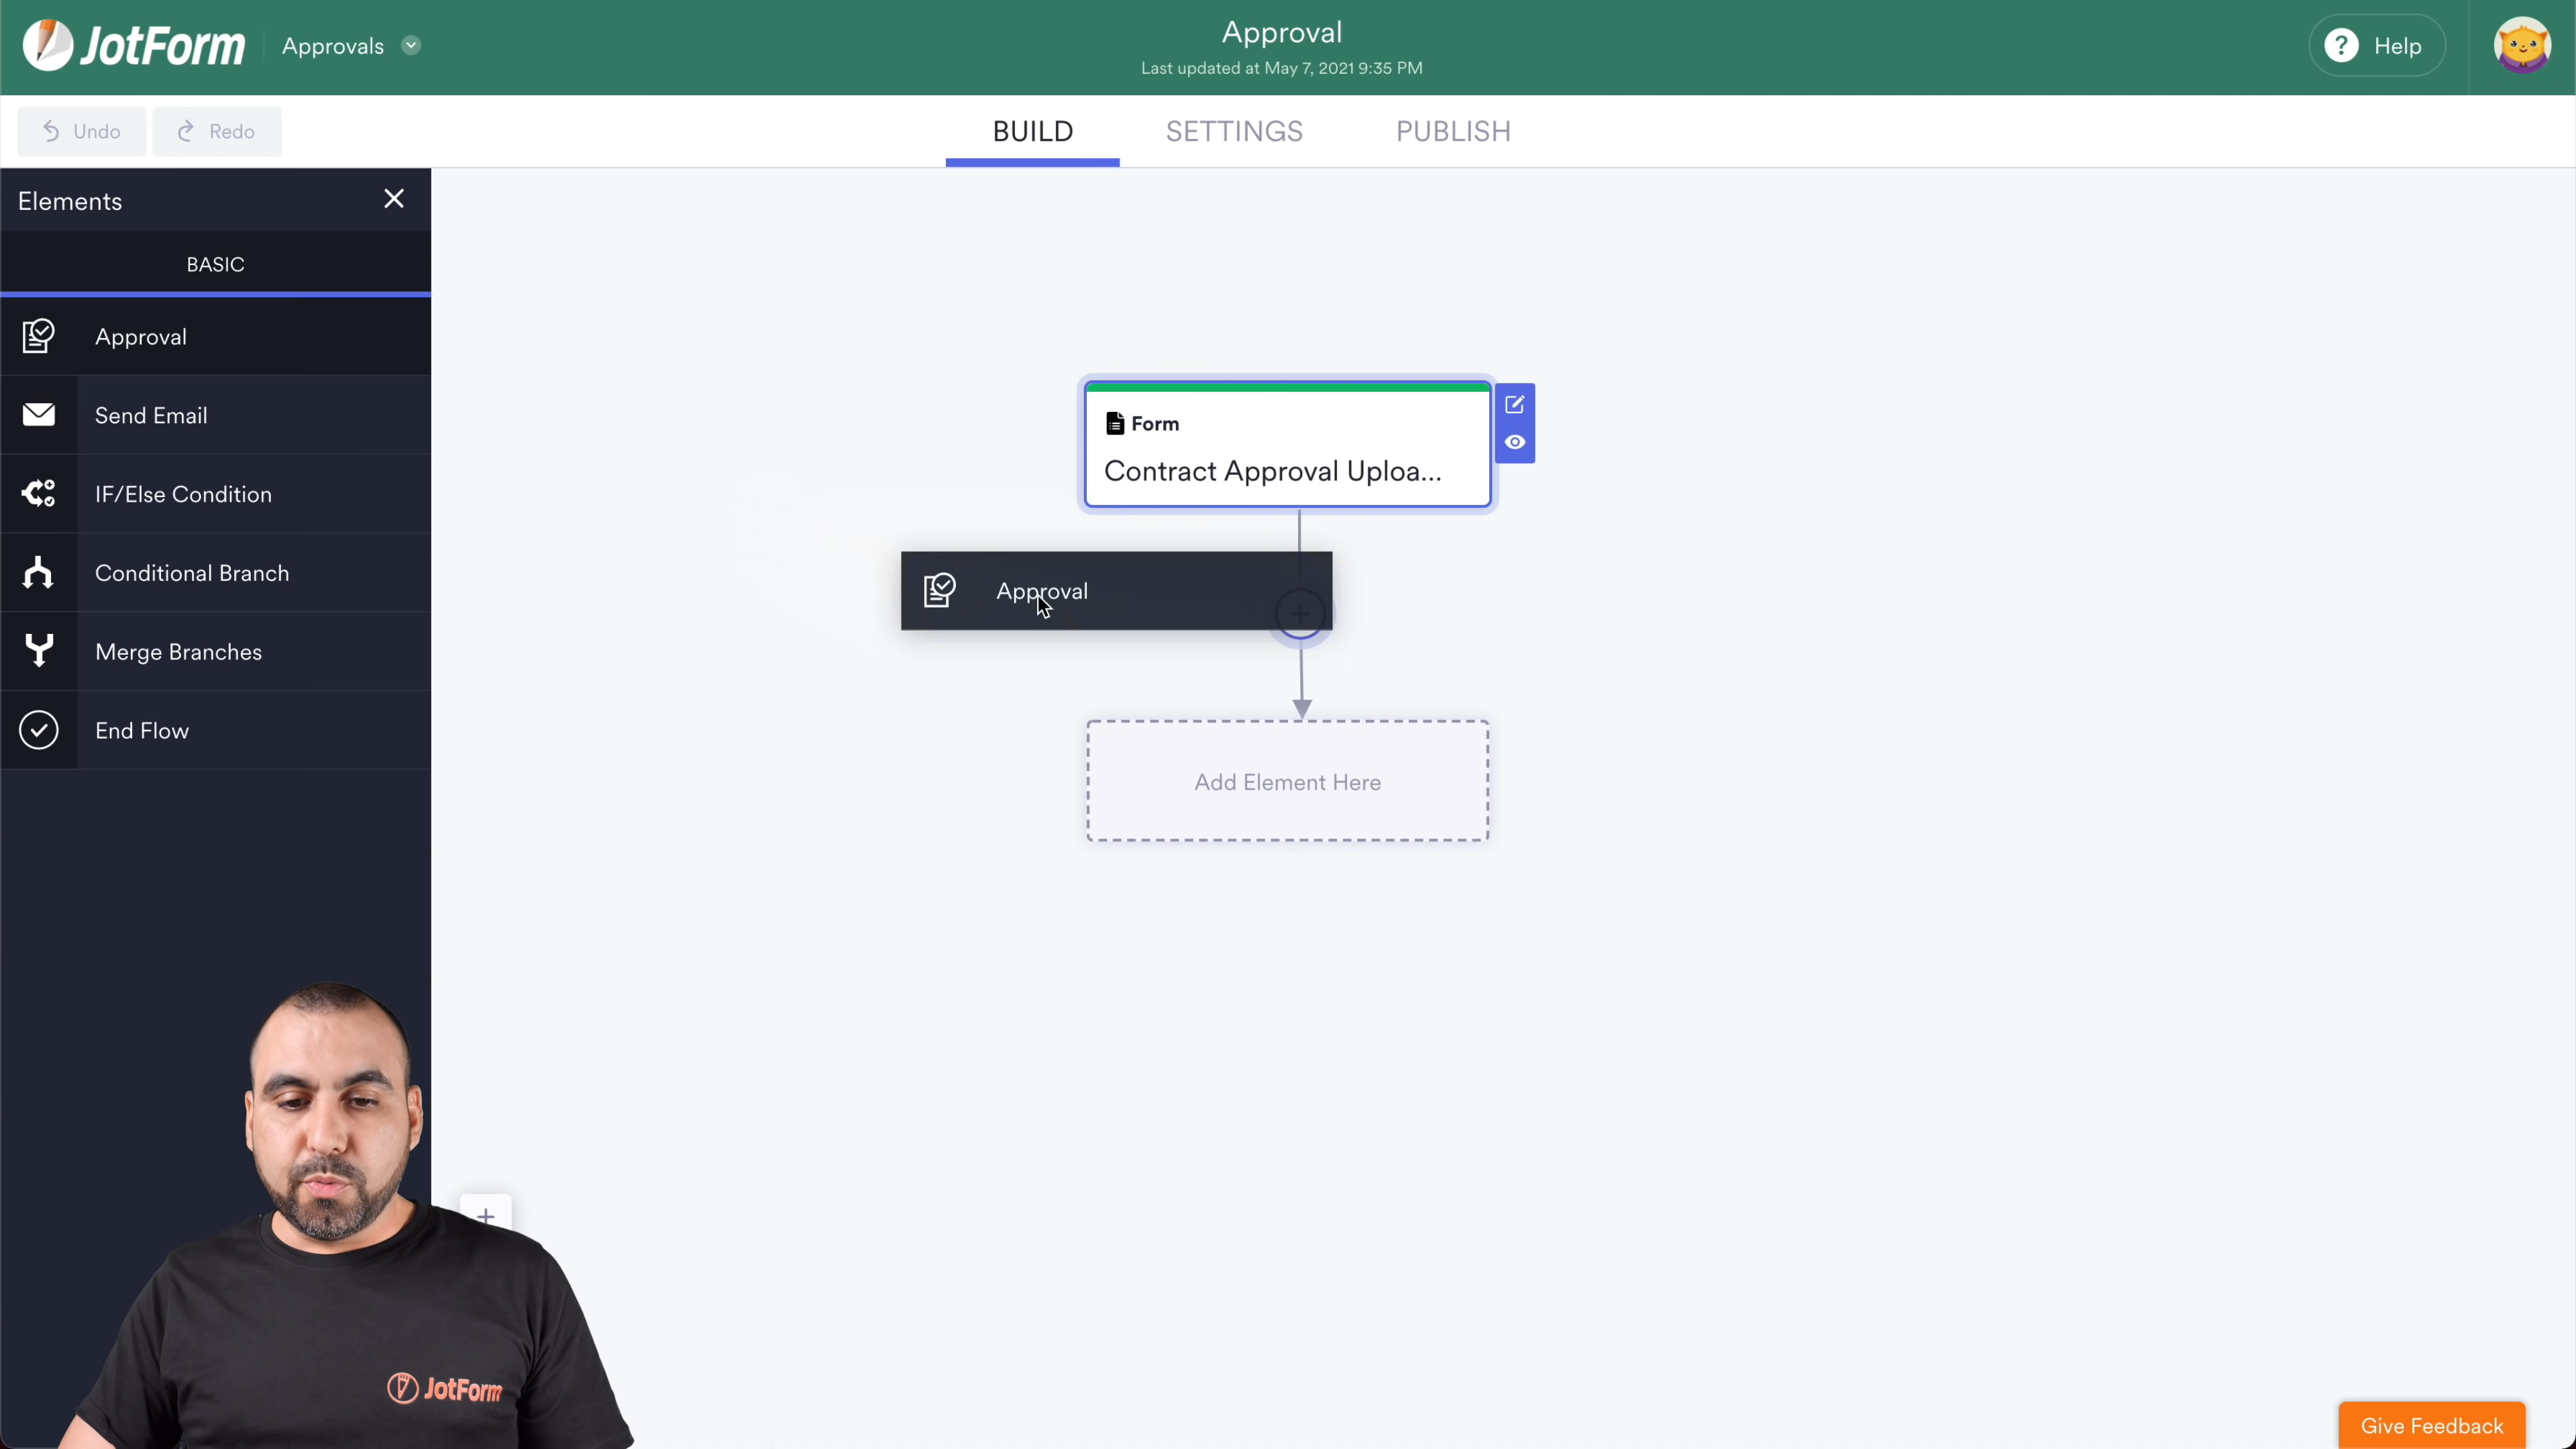 JotForm
Approvals
Approval
Last updated at May 7, 2021 9:35 PM
? Help
Undo
Redo
BUILD
SETTINGS
PUBLISH
Elements
BASIC
Approval
Send Email
IF/Else Condition
Conditional Branch
Merge Branches
End Flow
Form
Contract Approval Uploa...
Approval
Add Element Here
JotForm
Give Feedback